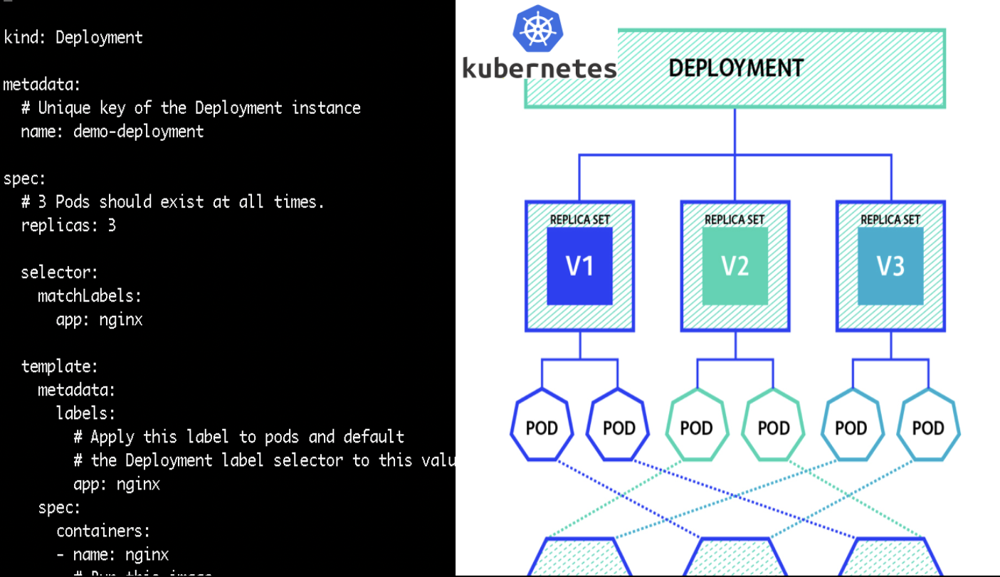 kind: Deployment
metadata:
# Unique key of the Deployment instance
name: demo-deployment
spec:
# 3 Pods should exist at all times.
replicas: 3
selector:
matchLabels:
app: nginx
template:
metadata:
labels:
# Apply this label to pods and default
# the Deployment label selector to this valu
app: nginx
spec:
containers:
- name: nginx
# Run this image
kubernetes
DEPLOYMENT
REPLICA SET
V1
REPLICA SET
V2
REPLICA SET
V3
POD
POD
POD
POD
POD
POD